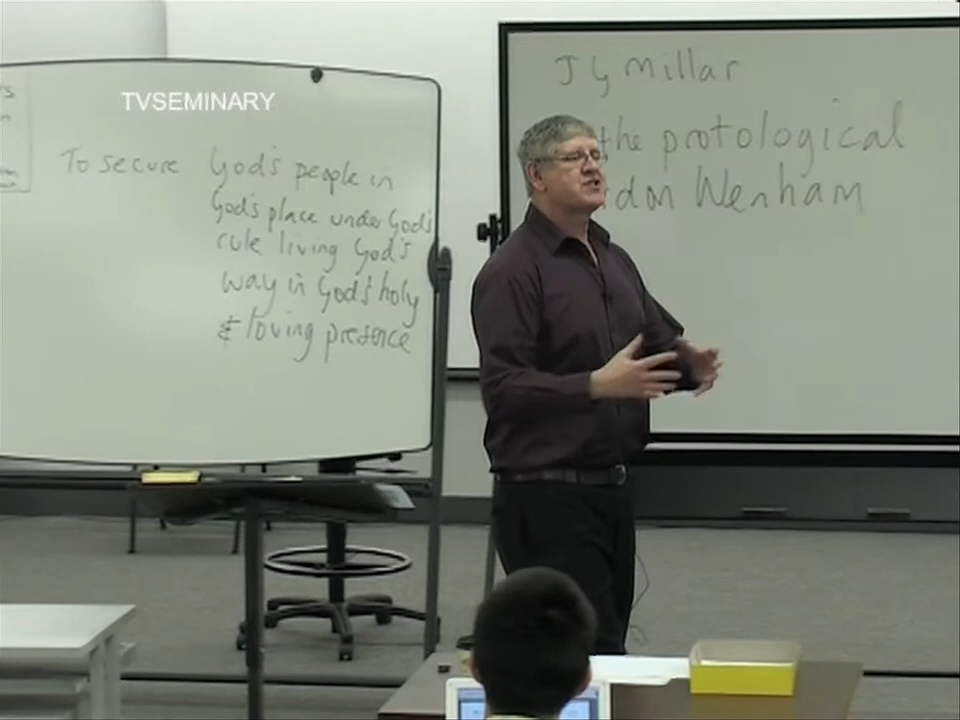 TVSEMINARY
To secure God's people in
God's place under God's
rule living God's
way in God's holy
& loving presence
J G Millar
the protological
Wenham